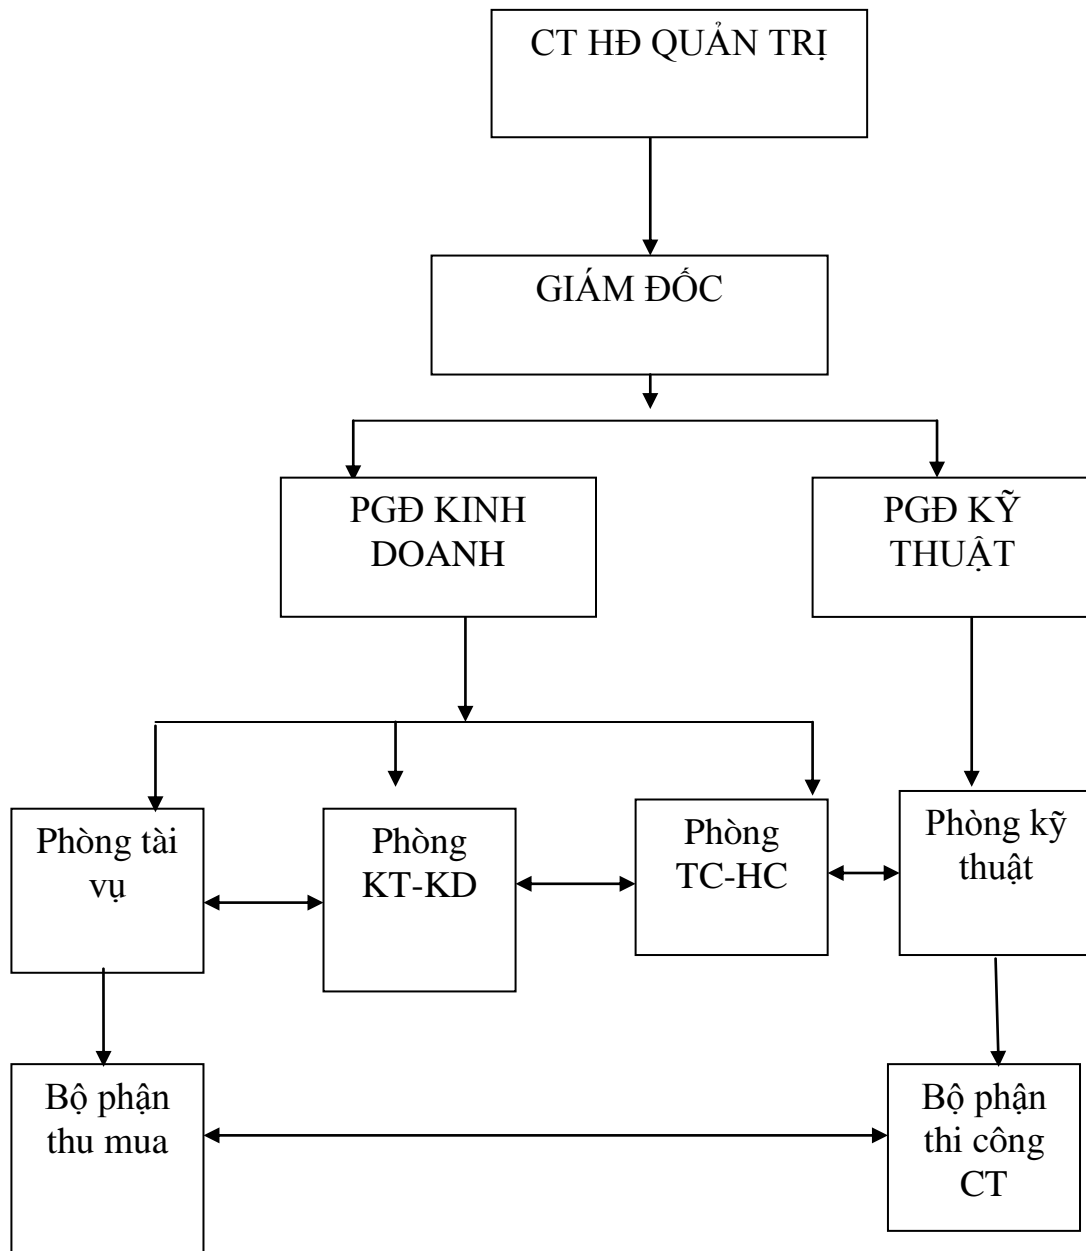 CT HĐ QUẢN TRỊ
GIÁM ĐỐC
PGĐ KINH
DOANH
PGĐ KỸ
THUẬT
Phòng tài
vụ
Phòng
KT-KD
Phòng
TC-HC
Phòng kỹ
thuật
Bộ phận
thu mua
Bộ phận
thi công
CT